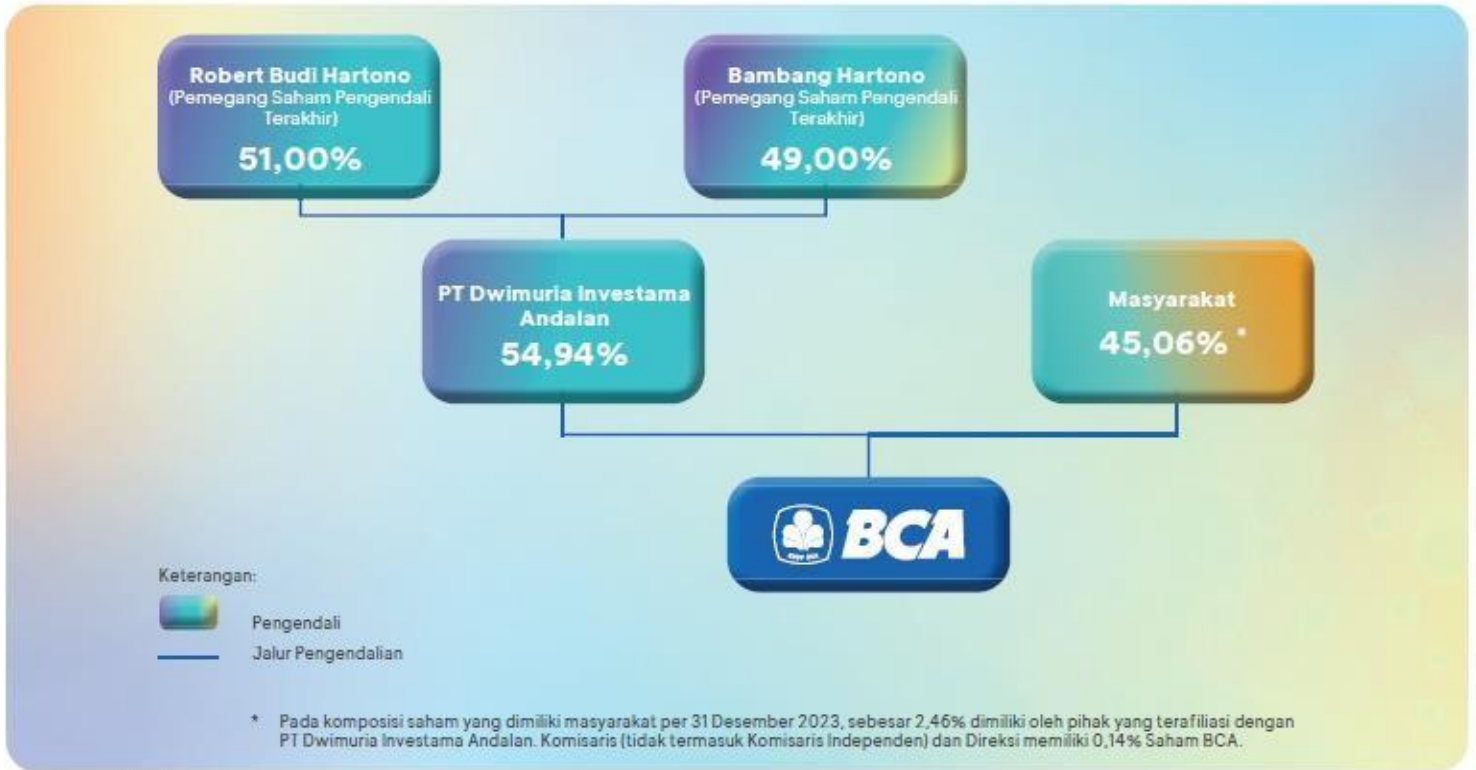 Robert Budi Hartono
(Pemegang Saham Pengendali
Terakhir)
51,00%
Bambang Hartono
(Pemegang Saham Pengendali
Terakhir)
49,00%
PT Dwimuria Investama
Andalan
54,94%
Masyarakat
45,06% *
BCA
Keterangan:
Pengendali
Jalur Pengendalian
* Pada komposisi saham yang dimiliki masyarakat per 31 Desember 2023, sebesar 2,46% dimiliki oleh pihak yang terafiliasi dengan
PT Dwimuria Investama Andalan. Komisaris (tidak termasuk Komisaris Independen) dan Direksi memiliki 0,14% Saham BCA.